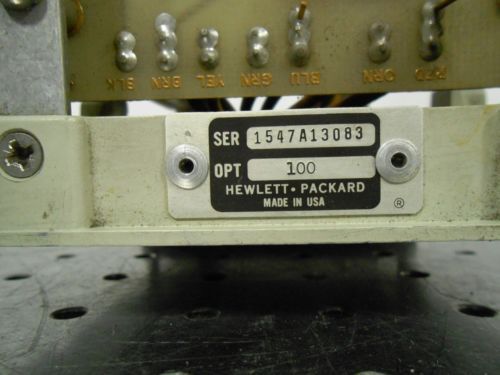 BLK BRN YEL GRN BLU ORN RED
SER 1547A13083
OPT 100
HEWLETT • PACKARD
MADE IN USA
®